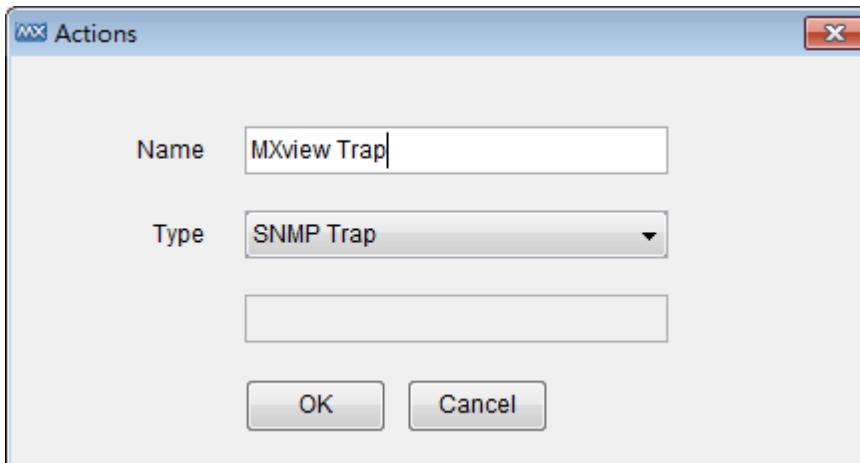 MX Actions
Name MXview Trap
Type SNMP Trap
OK Cancel